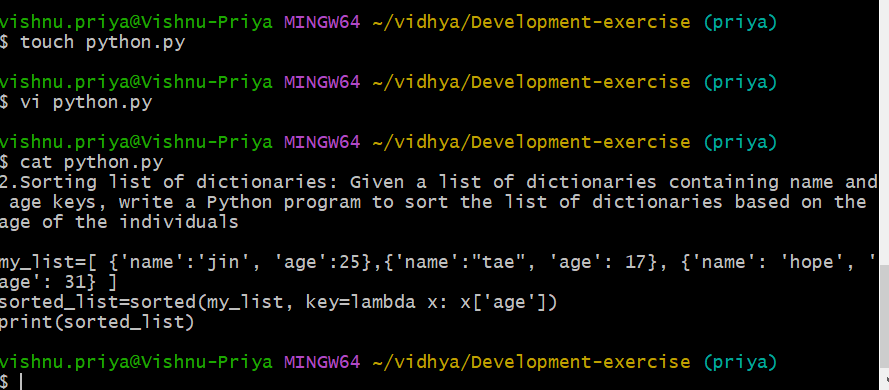 vishnu.priya@Vishnu-Priya MINGW64 ~/vidhya/Development-exercise (priya)
$ touch python.py
vishnu.priya@Vishnu-Priya MINGW64 ~/vidhya/Development-exercise (priya)
$ vi python.py
vishnu.priya@Vishnu-Priya MINGW64 ~/vidhya/Development-exercise (priya)
$ cat python.py
2.Sorting list of dictionaries: Given a list of dictionaries containing name and
 age keys, write a Python program to sort the list of dictionaries based on the
age of the individuals
my_list=[ {'name':'jin', 'age':25},{'name':"tae", 'age': 17}, {'name': 'hope', '
age': 31} ]
sorted_list=sorted(my_list, key=lambda x: x['age'])
print(sorted_list)
vishnu.priya@Vishnu-Priya MINGW64 ~/vidhya/Development-exercise (priya)
$